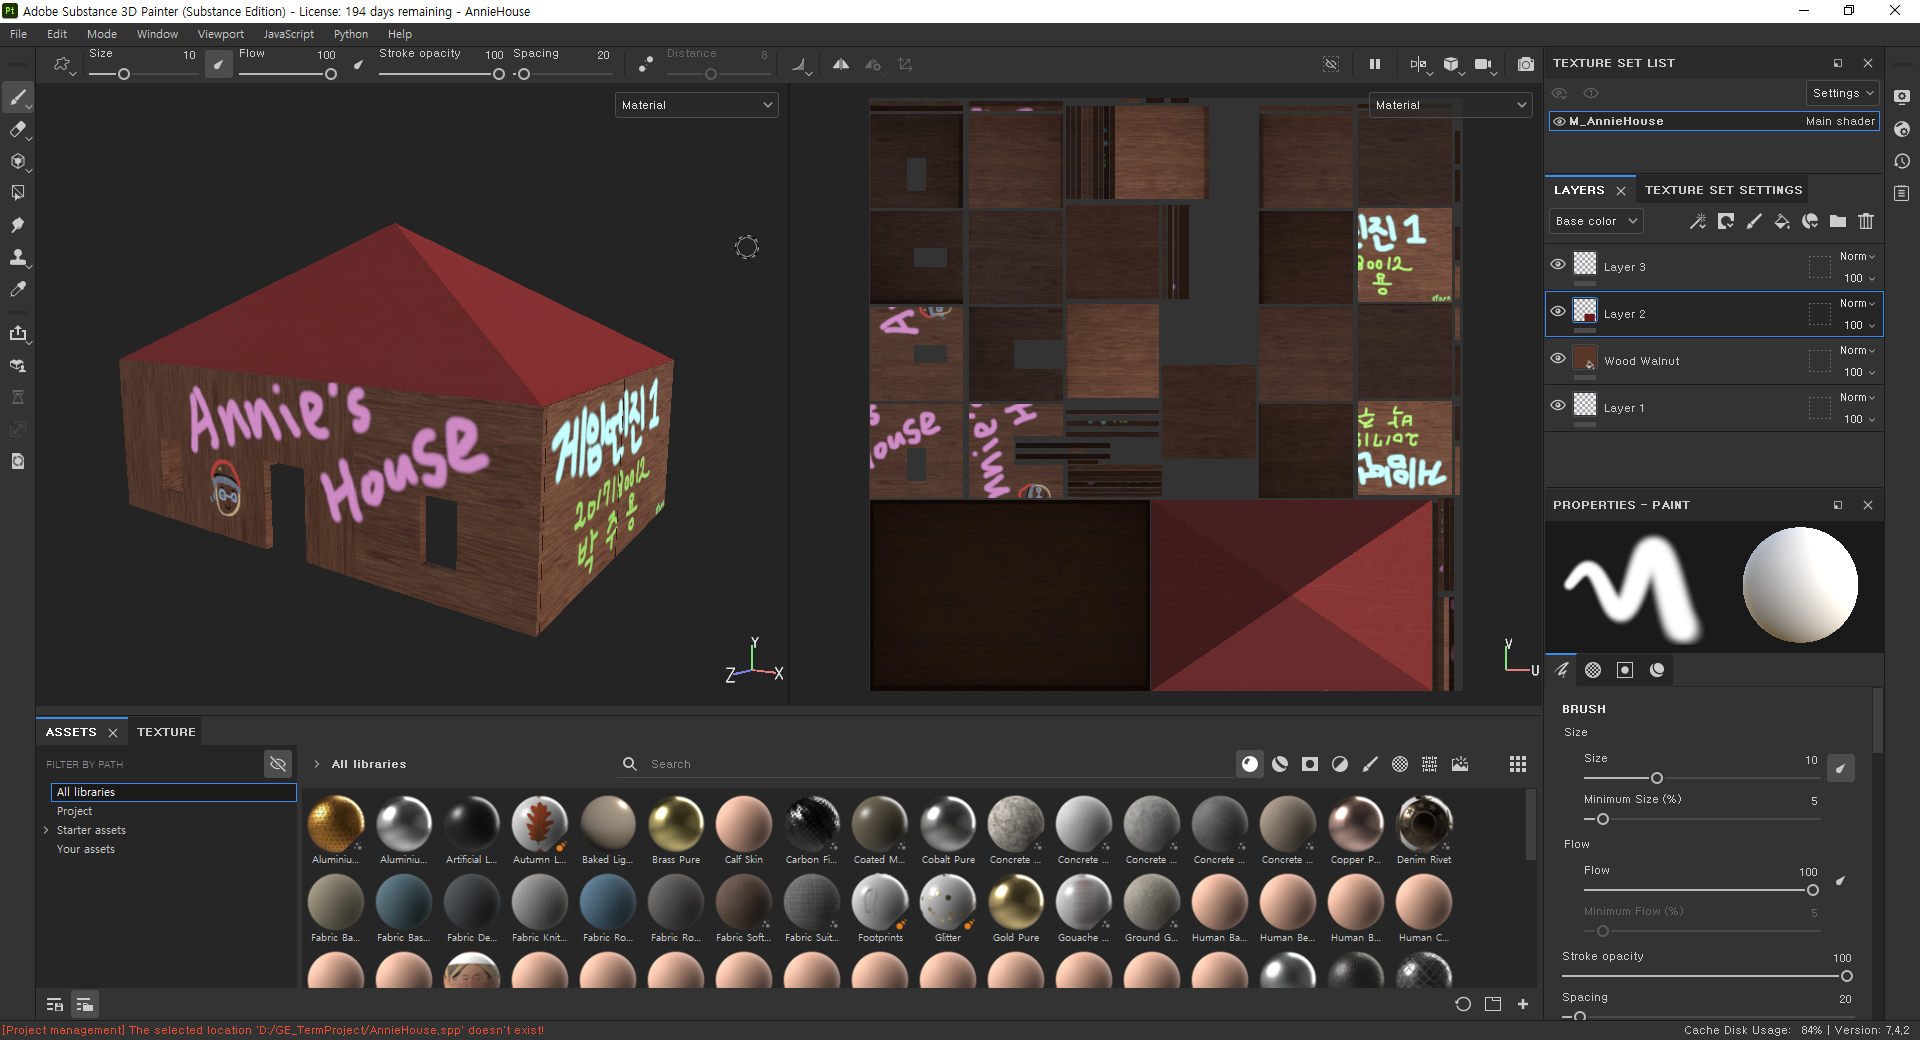 Adobe Substance 3D Painter (Substance Edition) - License: 194 days remaining - AnnieHouse
File Edit Mode Window Viewport JavaScript Python Help
Size 10 Flow 100 Stroke opacity 100 Spacing 20 Distance 8
Material
Material
Annie's
House
게임엔진 1
2017180012
박 주 용
진 1
80012
용
House
TEXTURE SET LIST
Settings
M_AnnieHouse Main shader
LAYERS TEXTURE SET SETTINGS
Base color
Layer 3 Norm 100
Layer 2 Norm 100
Wood Walnut Norm 100
Layer 1 Norm 100
PROPERTIES - PAINT
BRUSH
Size
Size 10
Minimum Size (%) 5
Flow
Flow 100
Minimum Flow (%) 5
Stroke opacity 100
Spacing 20
Y
Z X
V
U
ASSETS TEXTURE
FILTER BY PATH
All libraries
Project
Starter assets
Your assets
All libraries Search
Aluminiu... Aluminiu... Artificial L... Autumn L... Baked Lig... Brass Pure Calf Skin Carbon Fi... Coated M... Cobalt Pure Concrete ... Concrete ... Concrete ... Concrete ... Concrete ... Copper P... Denim Rivet
Fabric Ba... Fabric Bas... Fabric De... Fabric Knit... Fabric Ro... Fabric Ro... Fabric Soft... Fabric Suit... Footprints Glitter Gold Pure Gouache ... Ground G... Human Ba... Human Be... Human B... Human C...
[Project management] The selected location 'D:/GE_TermProject/AnnieHouse.spp' doesn't exist!
Cache Disk Usage: 84% | Version: 7.4.2